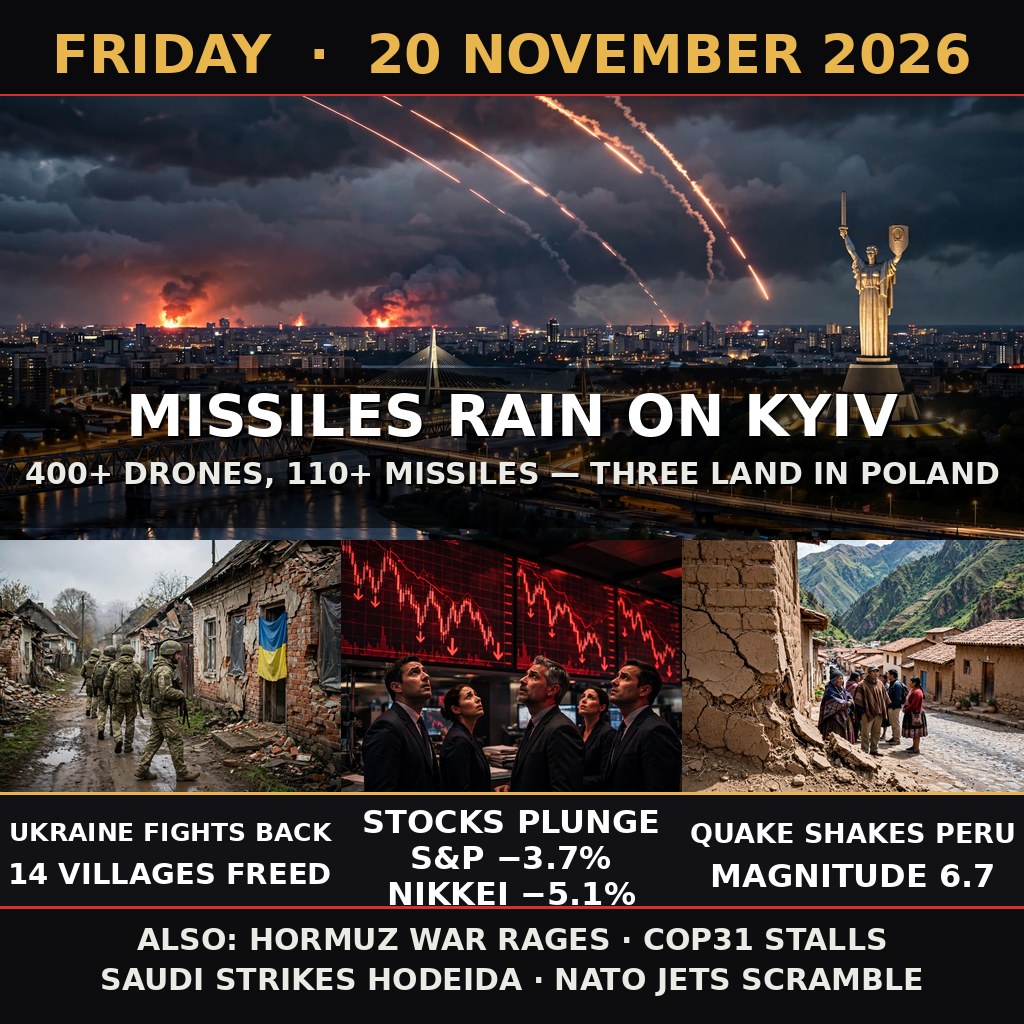 FRIDAY · 20 NOVEMBER 2026
MISSILES RAIN ON KYIV
400+ DRONES, 110+ MISSILES — THREE LAND IN POLAND
UKRAINE FIGHTS BACK
14 VILLAGES FREED
STOCKS PLUNGE
S&P −3.7%
NIKKEI −5.1%
QUAKE SHAKES PERU
MAGNITUDE 6.7
ALSO: HORMUZ WAR RAGES · COP31 STALLS
SAUDI STRIKES HODEIDA · NATO JETS SCRAMBLE